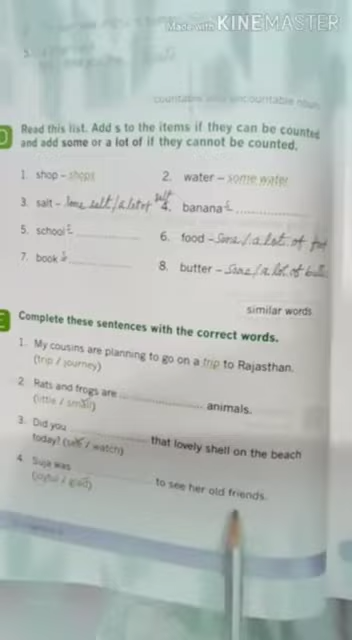 Made with KINEMASTER
5.
countable and uncountable noun
D Read this list. Add s to the items if they can be counted
and add some or a lot of if they cannot be counted.
1. shop – shops 2. water – some water
3. salt – Some salt / a lot of salt 4. banana s
5. school s 6. food – Some / a lot of food
7. book s 8. butter – Some / a lot of
similar words
E Complete these sentences with the correct words.
1. My cousins are planning to go on a trip to Rajasthan.
(trip / journey)
2. Rats and frogs are animals.
(little / small)
3. Did you that lovely shell on the beach
today? (see / watch)
4. Suja was to see her old friends.
(joyful / glad)